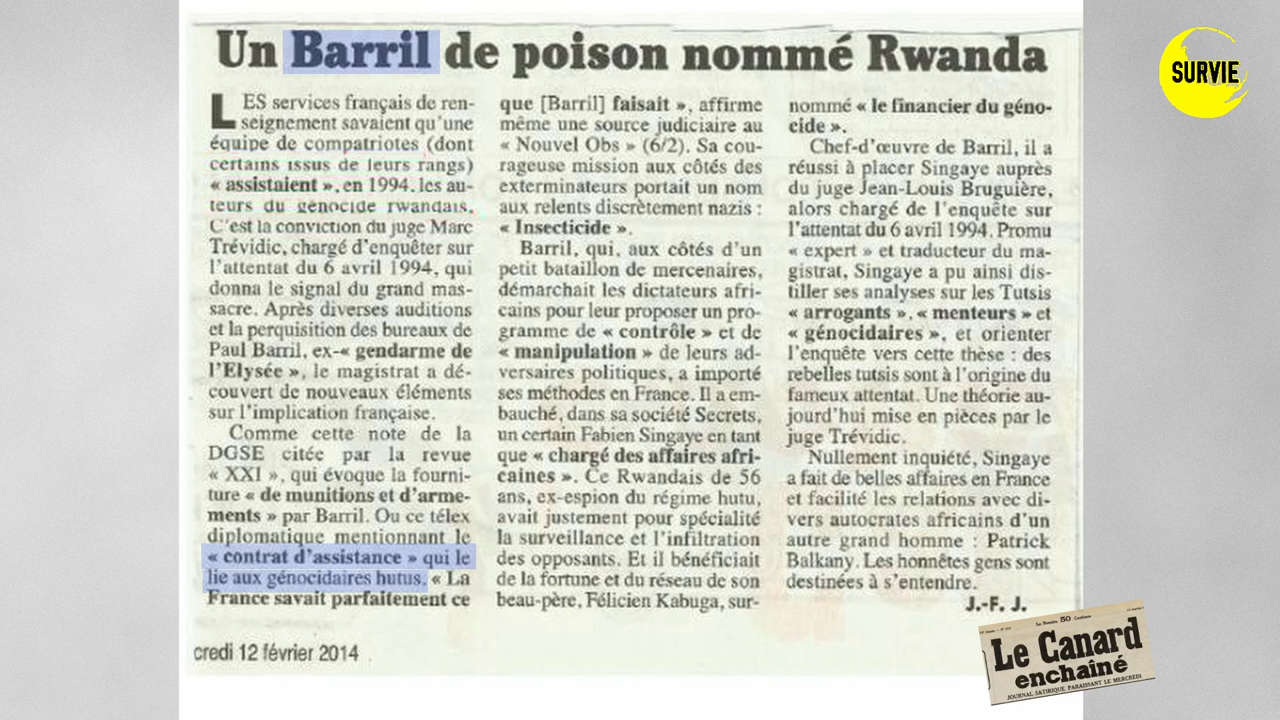 Un Barril de poison nommé Rwanda
LES services français de ren-
seignement savaient qu'une
équipe de compatriotes (dont
certains issus de leurs rangs)
« assistaient », en 1994, les au-
teurs du génocide rwandais.
C'est la conviction du juge Marc
Trévidic, chargé d'enquêter sur
l'attentat du 6 avril 1994, qui
donna le signal du grand mas-
sacre. Après diverses auditions
et la perquisition des bureaux de
Paul Barril, ex-« gendarme de
l'Elysée », le magistrat a dé-
couvert de nouveaux éléments
sur l'implication française.
Comme cette note de la
DGSE citée par la revue
« XXI », qui évoque la fourni-
ture « de munitions et d'arme-
ments » par Barril. Ou ce télex
diplomatique mentionnant le
« contrat d'assistance » qui le
lie aux génocidaires hutus. « La
France savait parfaitement ce
que [Barril] faisait », affirme
même une source judiciaire au
« Nouvel Obs » (6/2). Sa cou-
rageuse mission aux côtés des
exterminateurs portait un nom
aux relents discrètement nazis :
« Insecticide ».
Barril, qui, aux côtés d'un
petit bataillon de mercenaires,
démarchait les dictateurs afri-
cains pour leur proposer un pro-
gramme de « contrôle » et de
« manipulation » de leurs ad-
versaires politiques, a importé
ses méthodes en France. Il a em-
bauché, dans sa société Secrets,
un certain Fabien Singaye en tant
que « chargé des affaires afri-
caines ». Ce Rwandais de 56
ans, ex-espion du régime hutu,
avait justement pour spécialité
la surveillance et l'infiltration
des opposants. Et il bénéficiait
de la fortune et du réseau de son
beau-père, Félicien Kabuga, sur-
nommé « le financier du géno-
cide ».
Chef-d'œuvre de Barril, il a
réussi à placer Singaye auprès
du juge Jean-Louis Bruguière,
alors chargé de l'enquête sur
l'attentat du 6 avril 1994. Promu
« expert » et traducteur du ma-
gistrat, Singaye a pu ainsi dis-
tiller ses analyses sur les Tutsis
« arrogants », « menteurs » et
« génocidaires », et orienter
l'enquête vers cette thèse : des
rebelles tutsis sont à l'origine du
fameux attentat. Une théorie au-
jourd'hui mise en pièces par le
juge Trévidic.
Nullement inquiété, Singaye
a fait de belles affaires en France
et facilité les relations avec di-
vers autocrates africains d'un
autre grand homme : Patrick
Balkany. Les honnêtes gens sont
destinées à s'entendre.
J.-F. J.
credi 12 février 2014
SURVIE
Le Canard
enchaîné
JOURNAL SATIRIQUE PARAISSANT LE MERCREDI